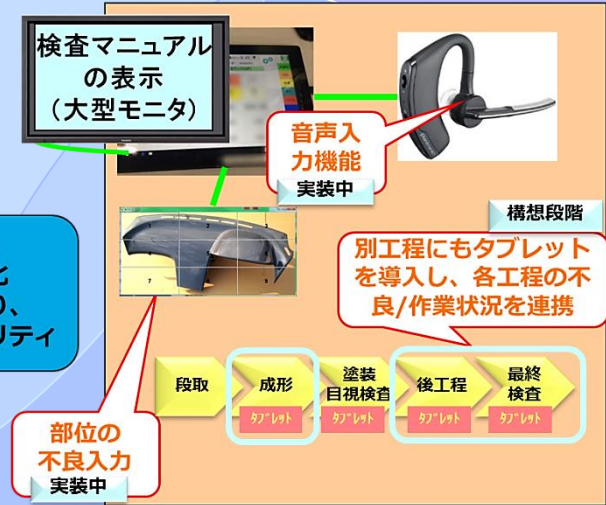 検査マニュアル
の表示
(大型モニタ)
音声入
力機能
実装中
構想段階
別工程にもタブレット
を導入し、各工程の不
良/作業状況を連携
リティ
段取
成形
塗装
目視検査
後工程
最終
検査
タブレット
タブレット
タブレット
タブレット
2
7
部位の
不良入力
実装中